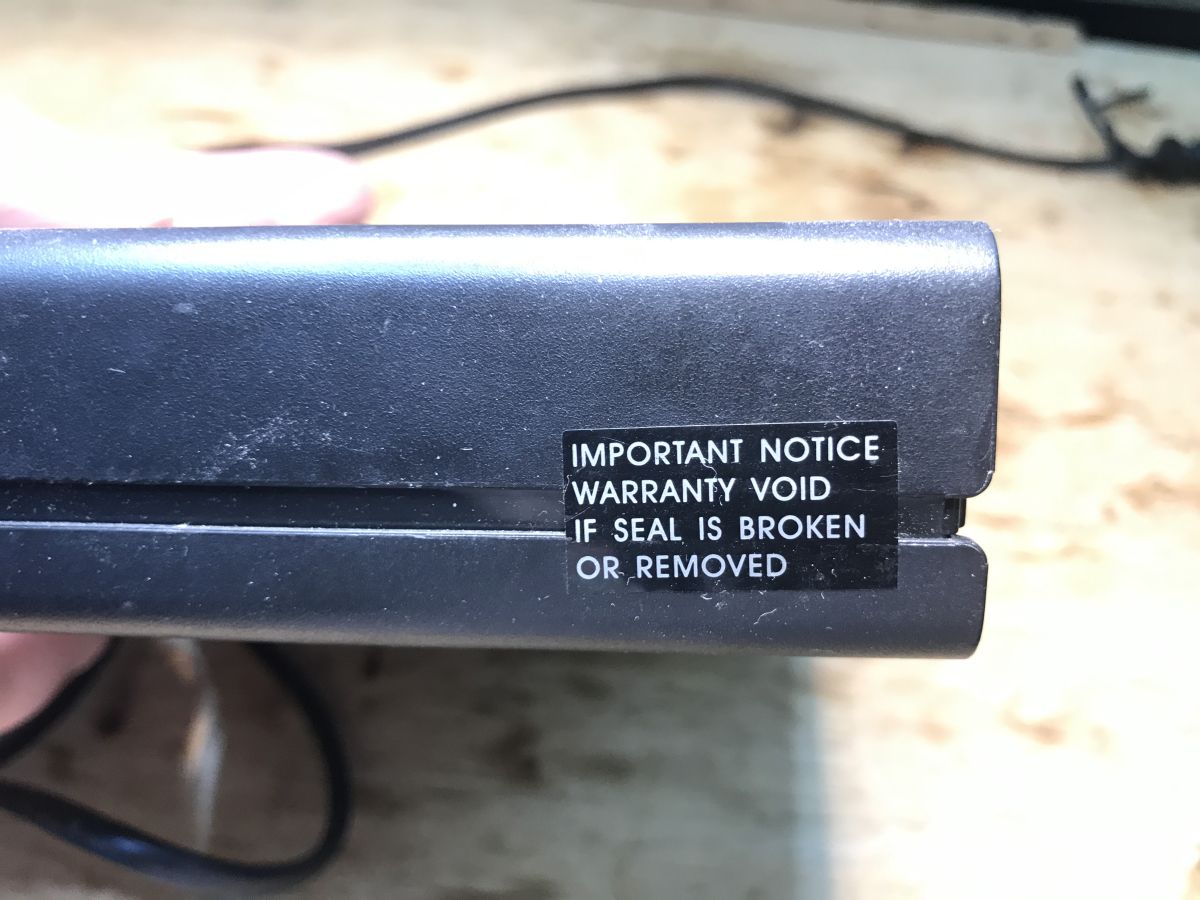 IMPORTANT NOTICE
WARRANTY VOID
IF SEAL IS BROKEN
OR REMOVED